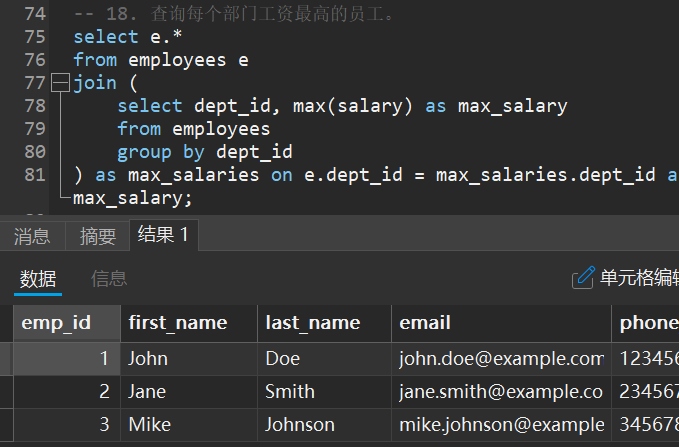 74 -- 18. 查询每个部门工资最高的员工。
75 select e.*
76 from employees e
77 join (
78 select dept_id, max(salary) as max_salary
79 from employees
80 group by dept_id
81 ) as max_salaries on e.dept_id = max_salaries.dept_id a
max_salary;
消息 摘要 结果 1
数据 信息 单元格编辑
emp_id first_name last_name email phone
1 John Doe john.doe@example.com 123456
2 Jane Smith jane.smith@example.co 234567
3 Mike Johnson mike.johnson@example 345678